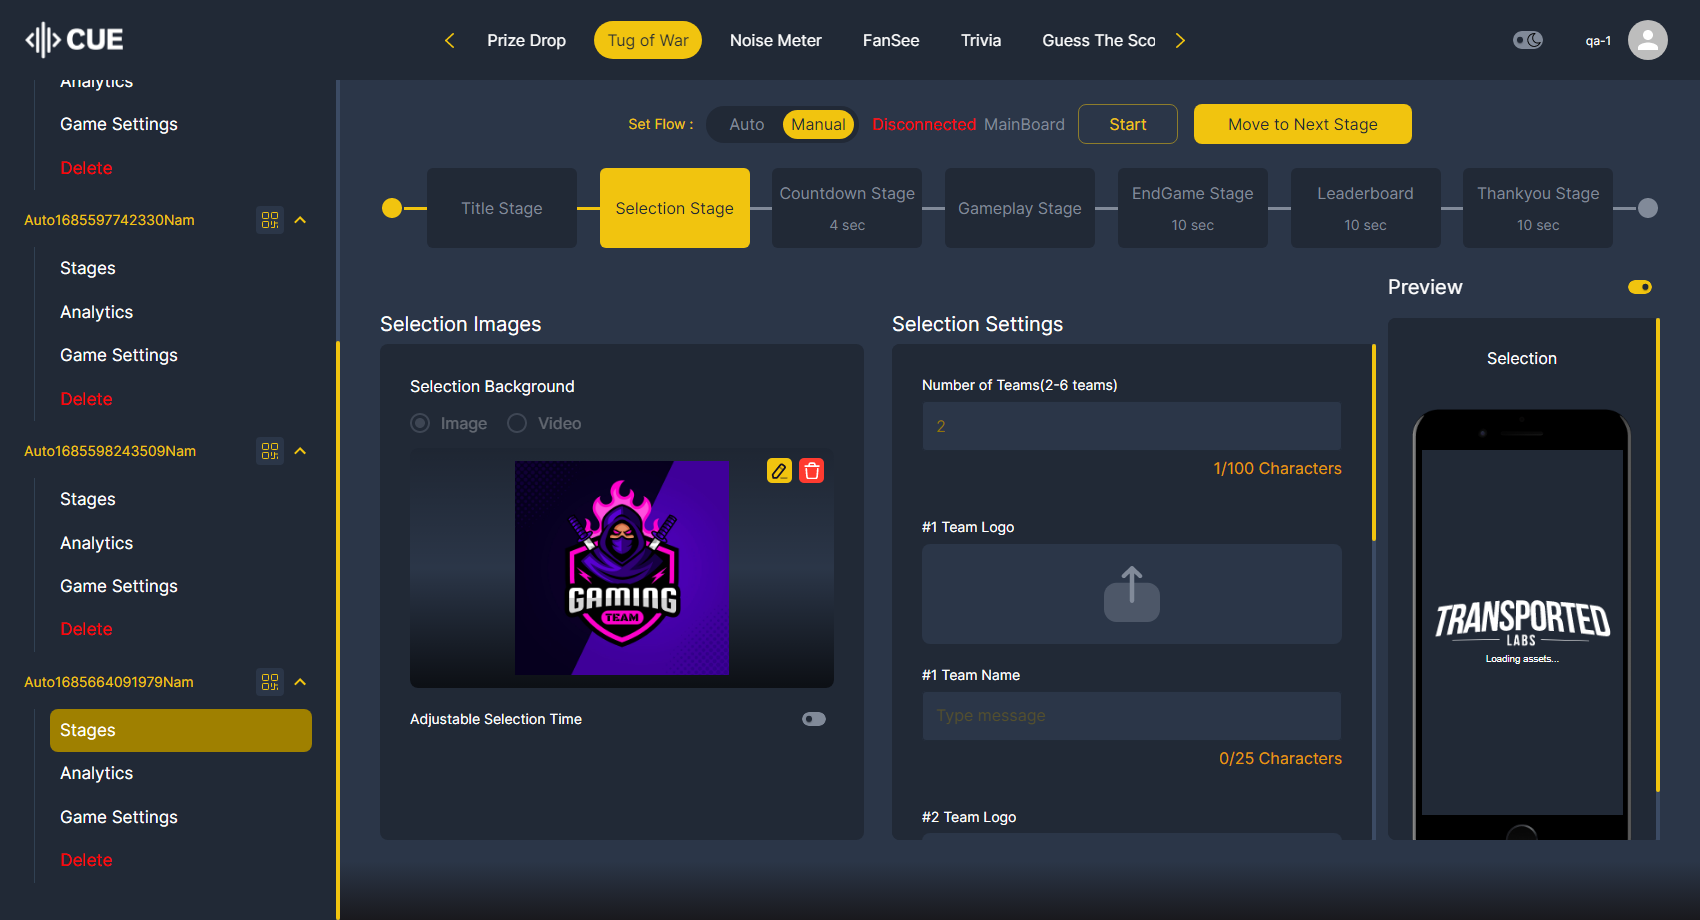 CUE
Prize Drop
Tug of War
Noise Meter
FanSee
Trivia
Guess The Sco
qa-1
Analytics
Game Settings
Delete
Auto1685597742330Nam
Stages
Analytics
Game Settings
Delete
Auto1685598243509Nam
Stages
Analytics
Game Settings
Delete
Auto1685664091979Nam
Stages
Analytics
Game Settings
Delete
Set Flow :
Auto
Manual
Disconnected MainBoard
Start
Move to Next Stage
Title Stage
Selection Stage
Countdown Stage
4 sec
Gameplay Stage
EndGame Stage
10 sec
Leaderboard
10 sec
Thankyou Stage
10 sec
Selection Images
Selection Background
Image
Video
GAMING
TEAM
Adjustable Selection Time
Selection Settings
Number of Teams(2-6 teams)
2
1/100 Characters
#1 Team Logo
#1 Team Name
Type message
0/25 Characters
#2 Team Logo
Preview
Selection
TRANSPORTED
LABS
Loading assets...